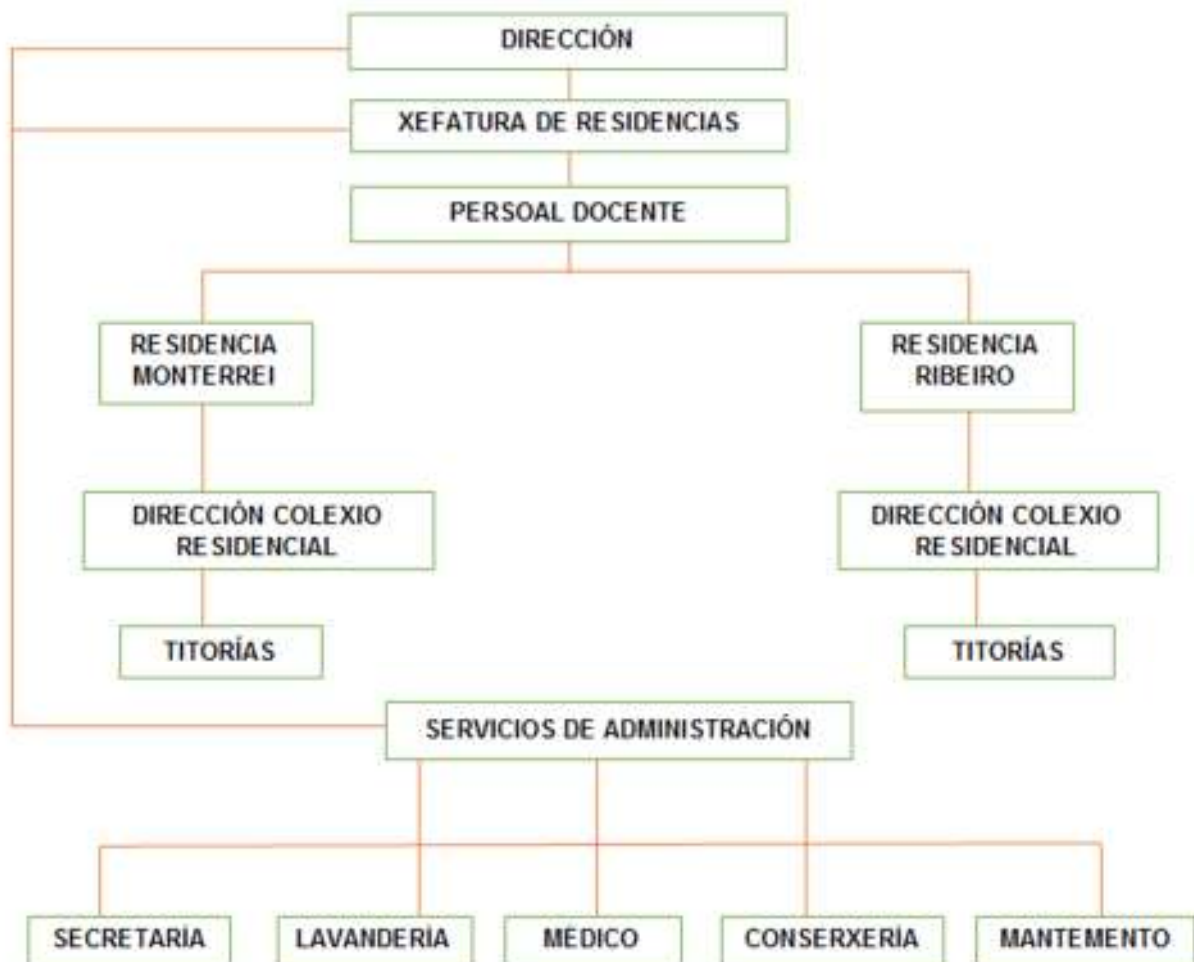 DIRECCIÓN
XEFATURA DE RESIDENCIAS
PERSOAL DOCENTE
RESIDENCIA
MONTERREI
RESIDENCIA
RIBEIRO
DIRECCIÓN COLEXIO
RESIDENCIAL
DIRECCIÓN COLEXIO
RESIDENCIAL
TITORÍAS
TITORÍAS
SERVICIOS DE ADMINISTRACIÓN
SECRETARÍA
LAVANDERÍA
MÉDICO
CONSERXERÍA
MANTEMENTO